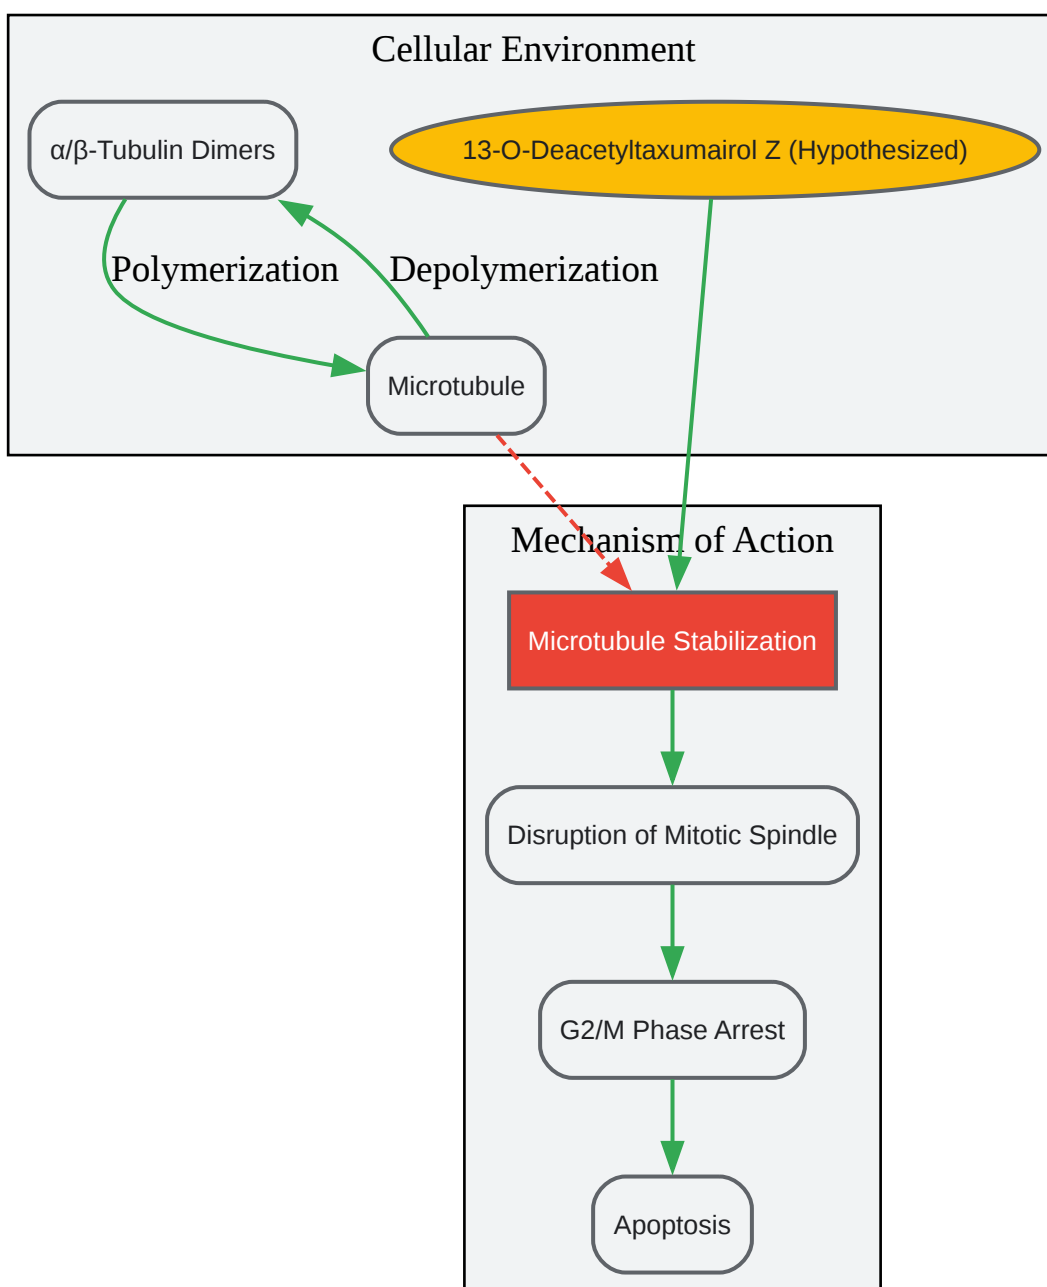 Cellular Environment
α/β-Tubulin Dimers
13-O-Deacetyltaxumairol Z (Hypothesized)
Polymerization
Depolymerization
Microtubule
Mechanism of Action
Microtubule Stabilization
Disruption of Mitotic Spindle
G2/M Phase Arrest
Apoptosis